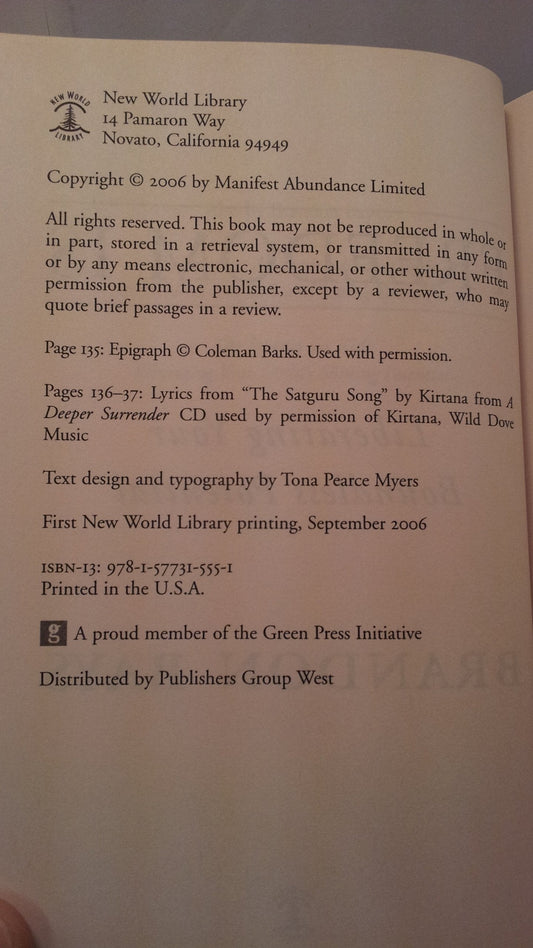 NEW WORLD
LIBRARY
New World Library
14 Pamaron Way
Novato, California 94949
Copyright © 2006 by Manifest Abundance Limited
All rights reserved. This book may not be reproduced in whole or
in part, stored in a retrieval system, or transmitted in any form
or by any means electronic, mechanical, or other without written
permission from the publisher, except by a reviewer, who may
quote brief passages in a review.
Page 135: Epigraph © Coleman Barks. Used with permission.
Pages 136–37: Lyrics from “The Satguru Song” by Kirtana from A
Deeper Surrender CD used by permission of Kirtana, Wild Dove
Music
Text design and typography by Tona Pearce Myers
First New World Library printing, September 2006
ISBN-13: 978-1-57731-555-1
Printed in the U.S.A.
g A proud member of the Green Press Initiative
Distributed by Publishers Group West